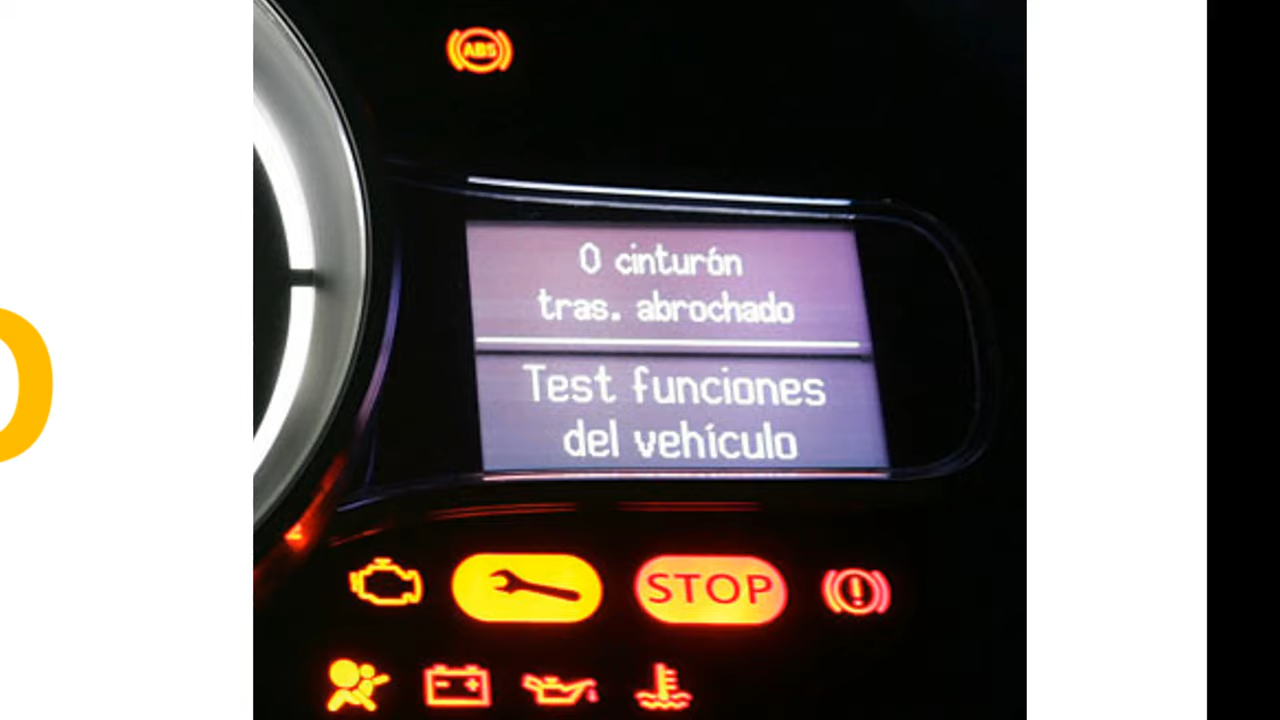 ABS
0 cinturón
tras. abrochado
Test funciones
del vehículo
STOP